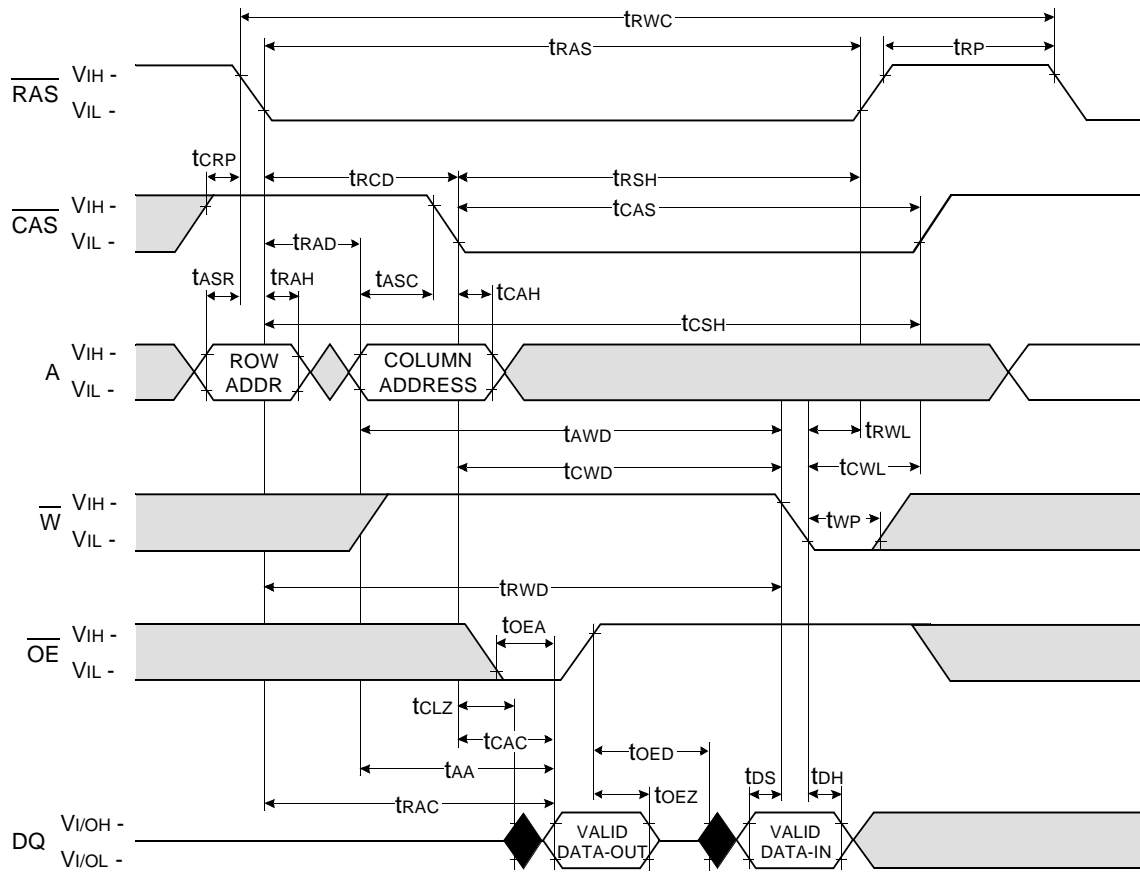 tRWC
tRAS
tRP
RAS
VIH -
VIL -
tCRP
tRCD
tRSH
CAS
VIH -
VIL -
tCAS
tRAD
tASR
tRAH
tASC
tCAH
tCSH
A
VIH -
VIL -
ROW
ADDR
COLUMN
ADDRESS
tAWD
tRWL
tCWD
tCWL
W
VIH -
VIL -
tWP
tRWD
OE
VIH -
VIL -
tOEA
tCLZ
tCAC
tOED
tAA
tDS
tDH
tRAC
tOEZ
DQ
VI/OH -
VI/OL -
VALID
DATA-OUT
VALID
DATA-IN